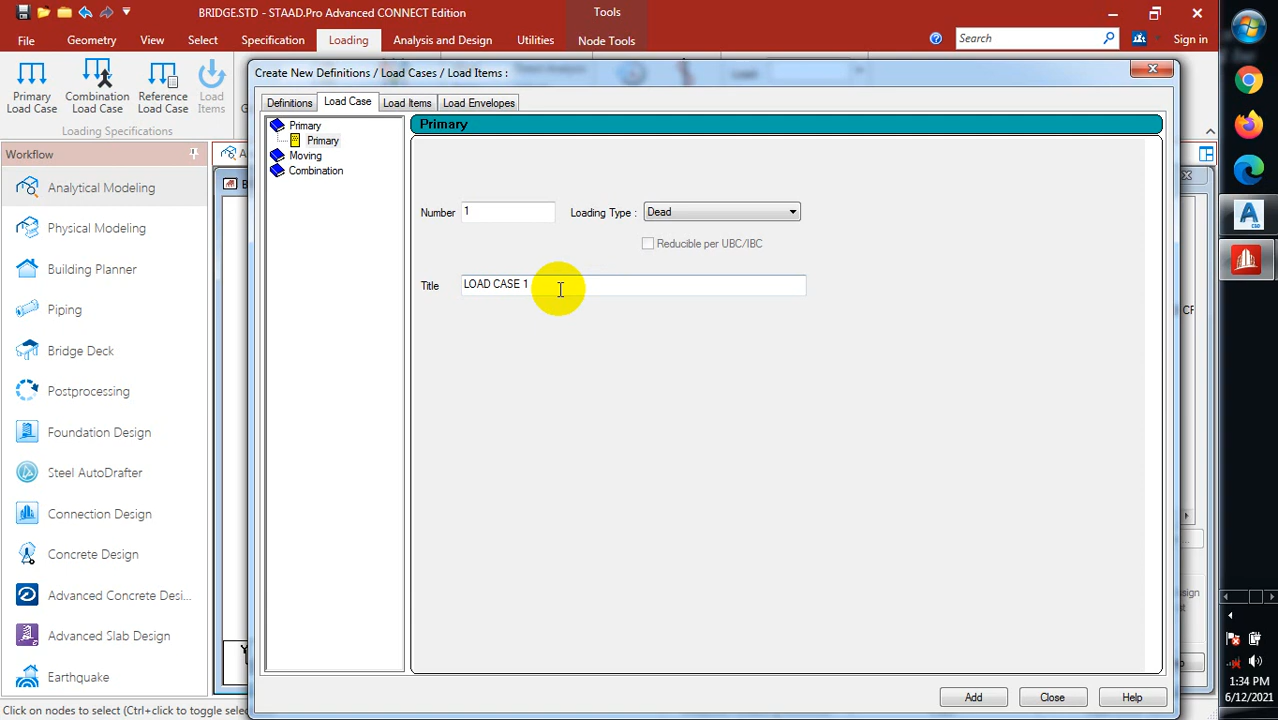 BRIDGE.STD - STAAD.Pro Advanced CONNECT Edition
Tools
File Geometry View Select Specification Loading Analysis and Design Utilities Node Tools Search Sign in
Primary Load Case
Combination Load Case
Reference Load Case
Load Items
Loading Specifications
Create New Definitions / Load Cases / Load Items :
Definitions Load Case Load Items Load Envelopes
Primary
Primary
Moving
Combination
Primary
Number 1 Loading Type : Dead
Reducible per UBC/IBC
Title LOAD CASE 1
Add Close Help
Workflow
Analytical Modeling
Physical Modeling
Building Planner
Piping
Bridge Deck
Postprocessing
Foundation Design
Steel AutoDrafter
Connection Design
Concrete Design
Advanced Concrete Desi...
Advanced Slab Design
Earthquake
Click on nodes to select (Ctrl+click to toggle selec
1:34 PM
6/12/2021